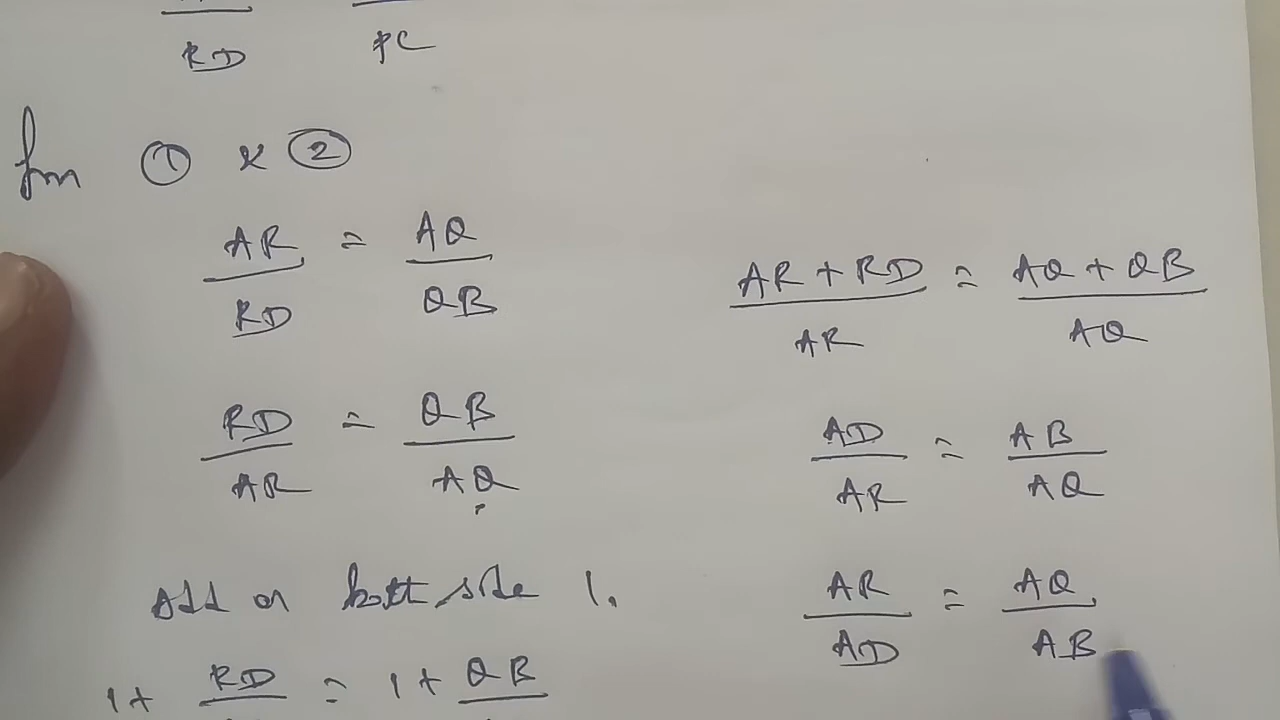 RD PC
fm ① & ②
AR/RD = AQ/QB
RD/AR = QB/AQ
Add on both side 1.
1+ RD = 1+ QB
AR+RD/AR = AQ+QB/AQ
AD/AR = AB/AQ
AR/AD = AQ/AB